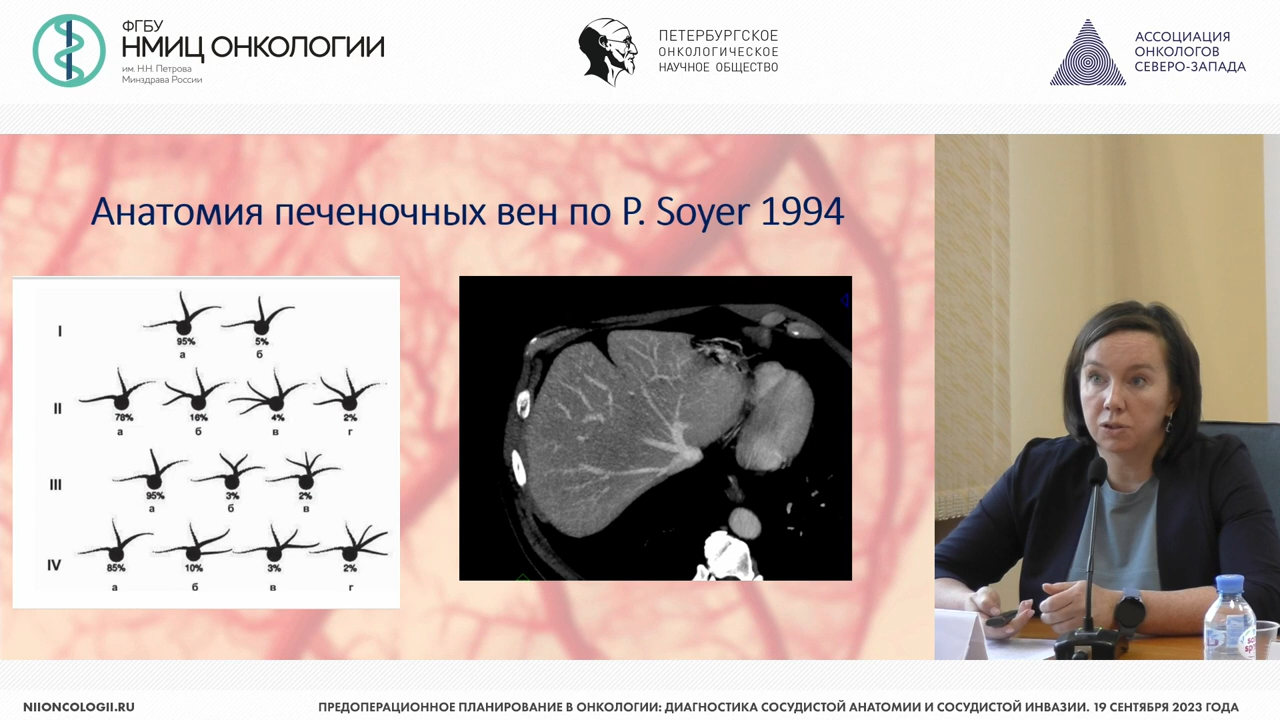 ФГБУ
НМИЦ ОНКОЛОГИИ
им. Н.Н. Петрова
Минздрава России
ПЕТЕРБУРГСКОЕ
ОНКОЛОГИЧЕСКОЕ
НАУЧНОЕ ОБЩЕСТВО
АССОЦИАЦИЯ
ОНКОЛОГОВ
СЕВЕРО-ЗАПАДА
Анатомия печеночных вен по P. Soyer 1994
I
95% 5%
а б
II
78% 16% 4% 2%
а б в г
III
95% 3% 2%
а б в
IV
85% 10% 3% 2%
а б в г
NIIONCOLOGII.RU
ПРЕДОПЕРАЦИОННОЕ ПЛАНИРОВАНИЕ В ОНКОЛОГИИ: ДИАГНОСТИКА СОСУДИСТОЙ АНАТОМИИ И СОСУДИСТОЙ ИНВАЗИИ. 19 СЕНТЯБРЯ 2023 ГОДА